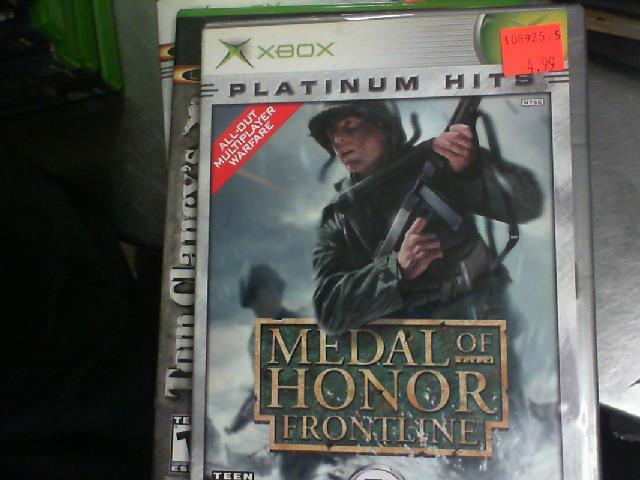 XBOX
108925.5
4.99
PLATINUM HITS
NTSC
ALL-OUT
MULTIPLAYER
WARFARE
Tom Clancy's
MEDAL OF
HONOR
FRONTLINE
TEEN